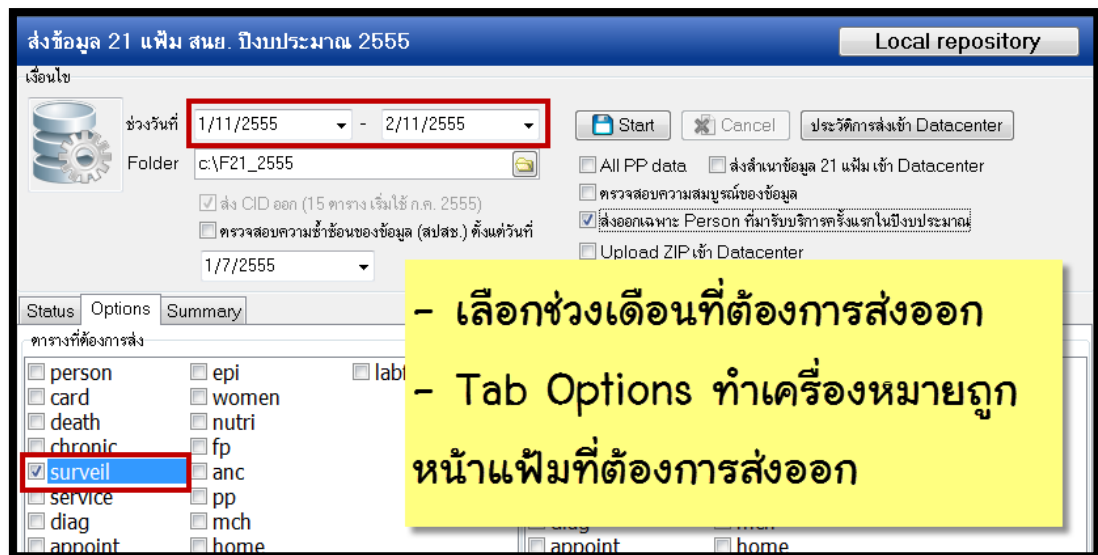 ส่งข้อมูล 21 แฟ้ม สนย. ปีงบประมาณ 2555
Local repository
เงื่อนไข
ช่วงวันที่ 1/11/2555 - 2/11/2555
Start Cancel ประวัติการส่งเข้า Datacenter
Folder c:\F21_2555
All PP data ส่งสำเนาข้อมูล 21 แฟ้ม เข้า Datacenter
ส่ง CID ออก (15 ตาราง เริ่มใช้ ก.ค. 2555)
ตรวจสอบความสมบูรณ์ของข้อมูล
ตรวจสอบความซ้ำซ้อนของข้อมูล (สปสช.) ตั้งแต่วันที่
ส่งออกเฉพาะ Person ที่มารับบริการครั้งแรกในปีงบประมาณ
1/7/2555
Upload ZIP เข้า Datacenter
Status Options Summary
ตารางที่ต้องการส่ง
person epi
card women
death nutri
chronic fp
surveil anc
service pp
diag mch
appoint home
appoint home
- เลือกช่วงเดือนที่ต้องการส่งออก
- Tab Options ทำเครื่องหมายถูก
หน้าแฟ้มที่ต้องการส่งออก